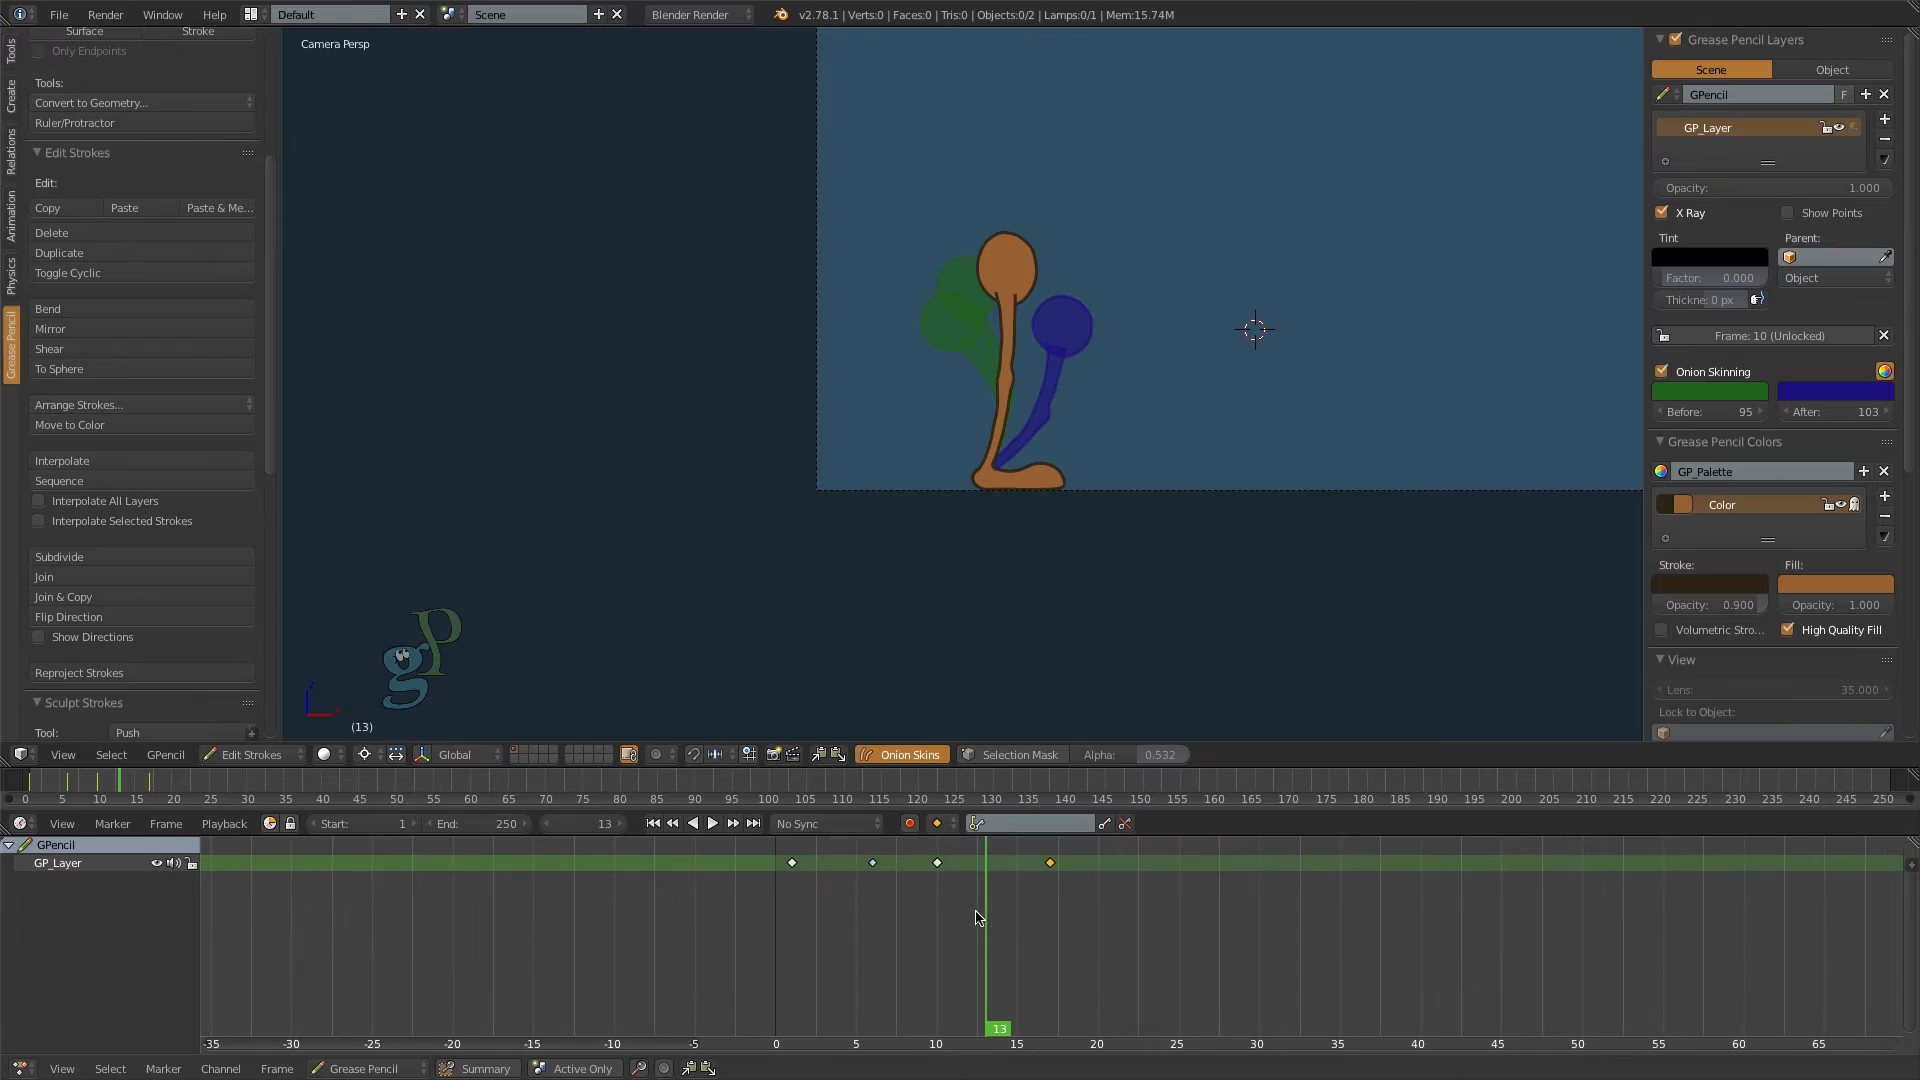 File Render Window Help Default Scene Blender Render v2.78.1 | Verts:0 | Faces:0 | Tris:0 | Objects:0/2 | Lamps:0/1 | Mem:15.74M
Tools
Create
Relations
Animation
Physics
Grease Pencil
Surface Stroke
Only Endpoints
Tools:
Convert to Geometry...
Ruler/Protractor
Edit Strokes
Edit:
Copy Paste Paste & Me...
Delete
Duplicate
Toggle Cyclic
Bend
Mirror
Shear
To Sphere
Arrange Strokes...
Move to Color
Interpolate
Sequence
Interpolate All Layers
Interpolate Selected Strokes
Subdivide
Join
Join & Copy
Flip Direction
Show Directions
Reproject Strokes
Sculpt Strokes
Tool: Push
Camera Persp
gP
(13)
Grease Pencil Layers
Scene Object
GPencil F
GP_Layer
Opacity: 1.000
X Ray Show Points
Tint Parent:
Factor: 0.000 Object
Thickne: 0 px
Frame: 10 (Unlocked)
Onion Skinning
Before: 95 After: 103
Grease Pencil Colors
GP_Palette
Color
Stroke: Fill:
Opacity: 0.900 Opacity: 1.000
Volumetric Stro... High Quality Fill
View
Lens: 35.000
Lock to Object:
View Select GPencil Edit Strokes Global Onion Skins Selection Mask Alpha: 0.532
0 5 10 15 20 25 30 35 40 45 50 55 60 65 70 75 80 85 90 95 100 105 110 115 120 125 130 135 140 145 150 155 160 165 170 175 180 185 190 195 200 205 210 215 220 225 230 235 240 245 250
View Marker Frame Playback Start: 1 End: 250 13 No Sync
GPencil
GP_Layer
13
-35 -30 -25 -20 -15 -10 -5 0 5 10 15 20 25 30 35 40 45 50 55 60 65
View Select Marker Channel Frame Grease Pencil Summary Active Only